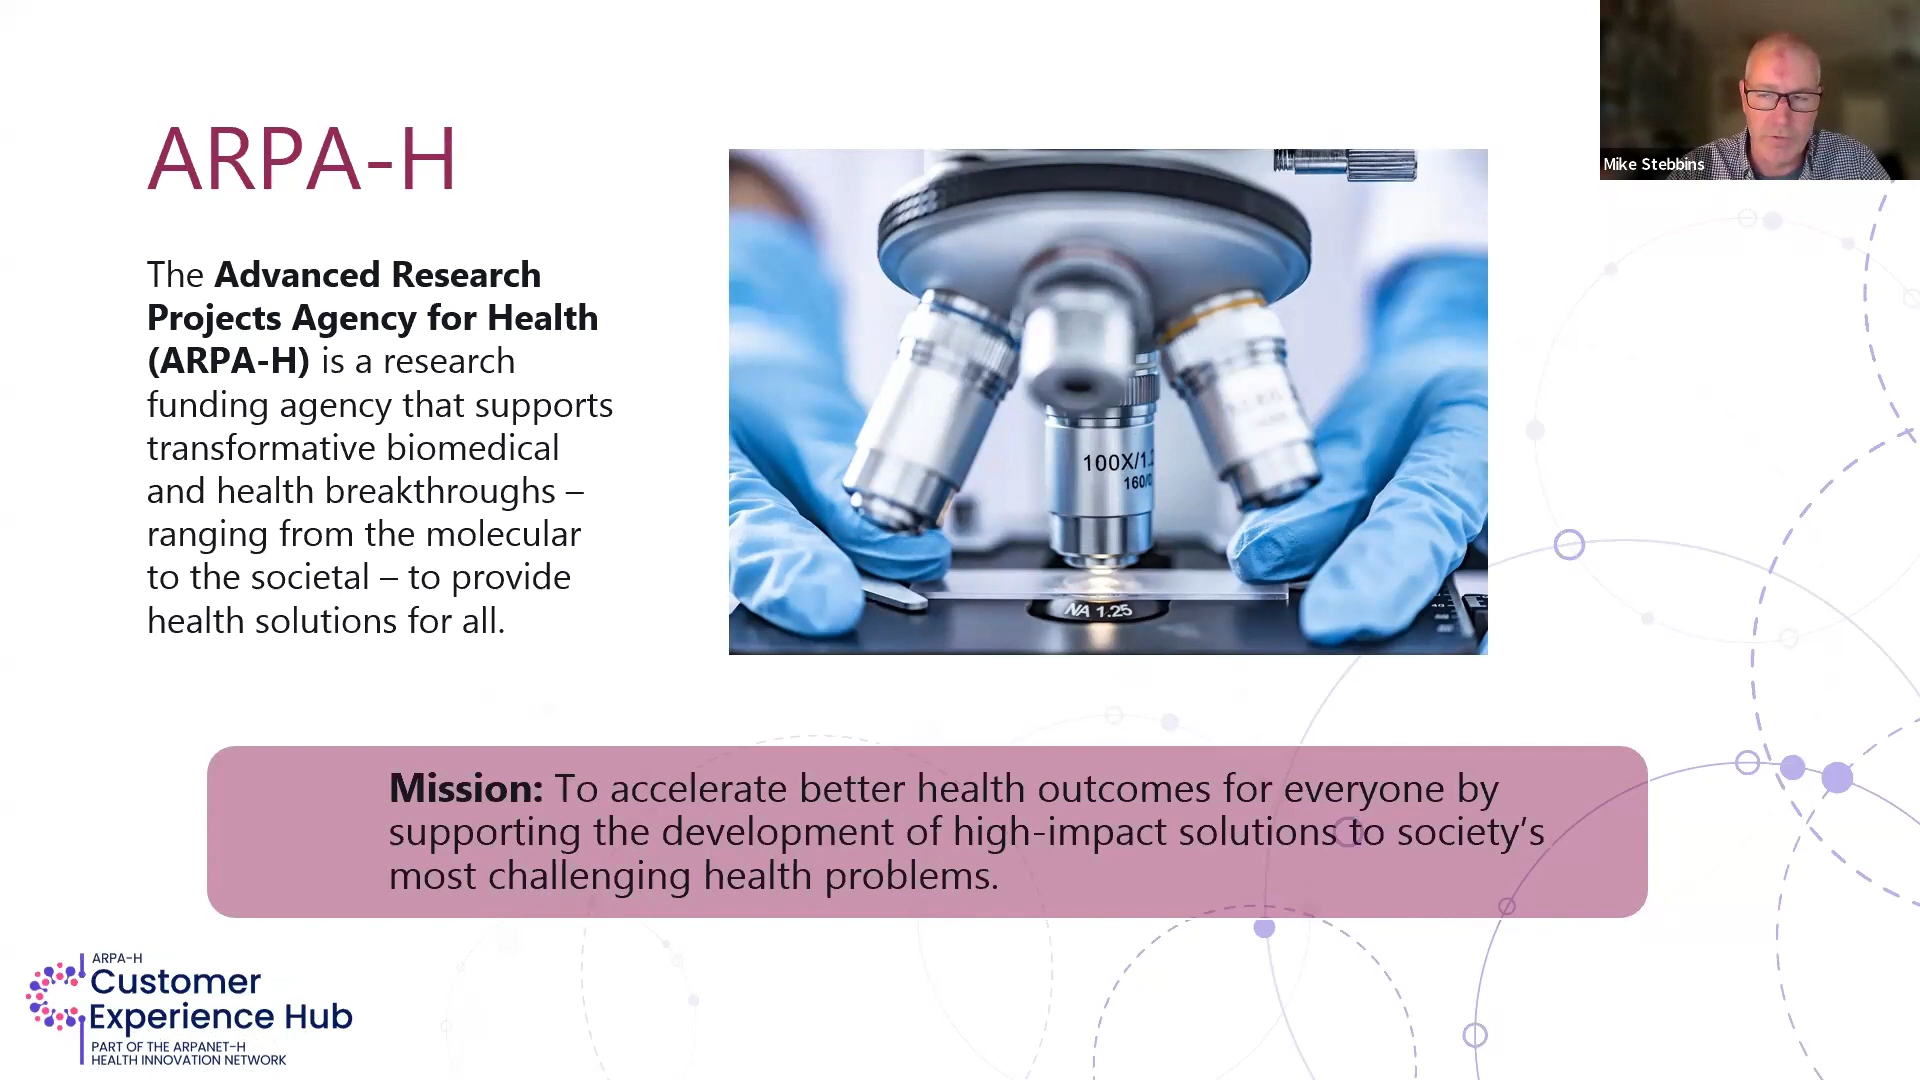 ARPA-H
The Advanced Research
Projects Agency for Health
(ARPA-H) is a research
funding agency that supports
transformative biomedical
and health breakthroughs –
ranging from the molecular
to the societal – to provide
health solutions for all.
100X/1.2
160/0
NA 1.25
Mike Stebbins
Mission: To accelerate better health outcomes for everyone by
supporting the development of high-impact solutions to society’s
most challenging health problems.
ARPA-H
Customer
Experience Hub
PART OF THE ARPANET-H
HEALTH INNOVATION NETWORK